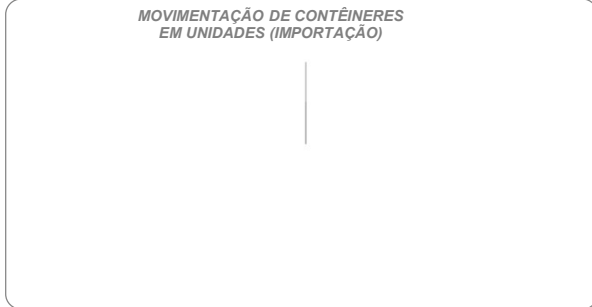 MOVIMENTAÇÃO DE CONTÊINERES
EM UNIDADES (IMPORTAÇÃO)